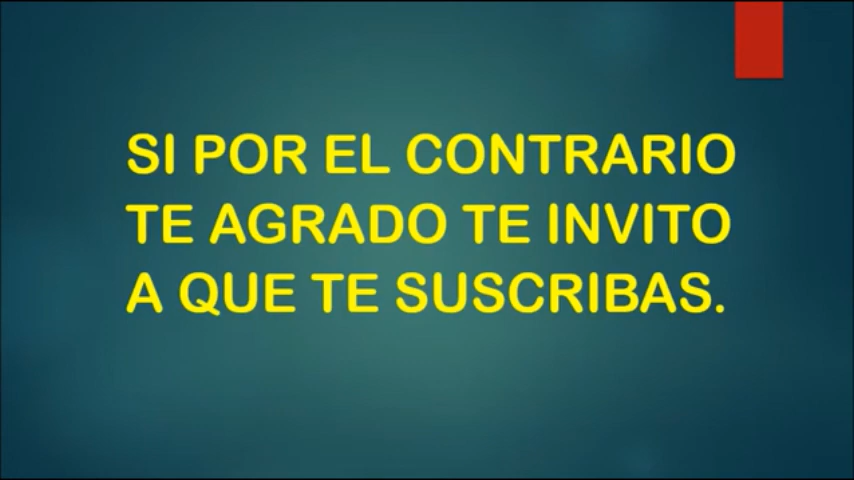 SI POR EL CONTRARIO
TE AGRADO TE INVITO
A QUE TE SUSCRIBAS.